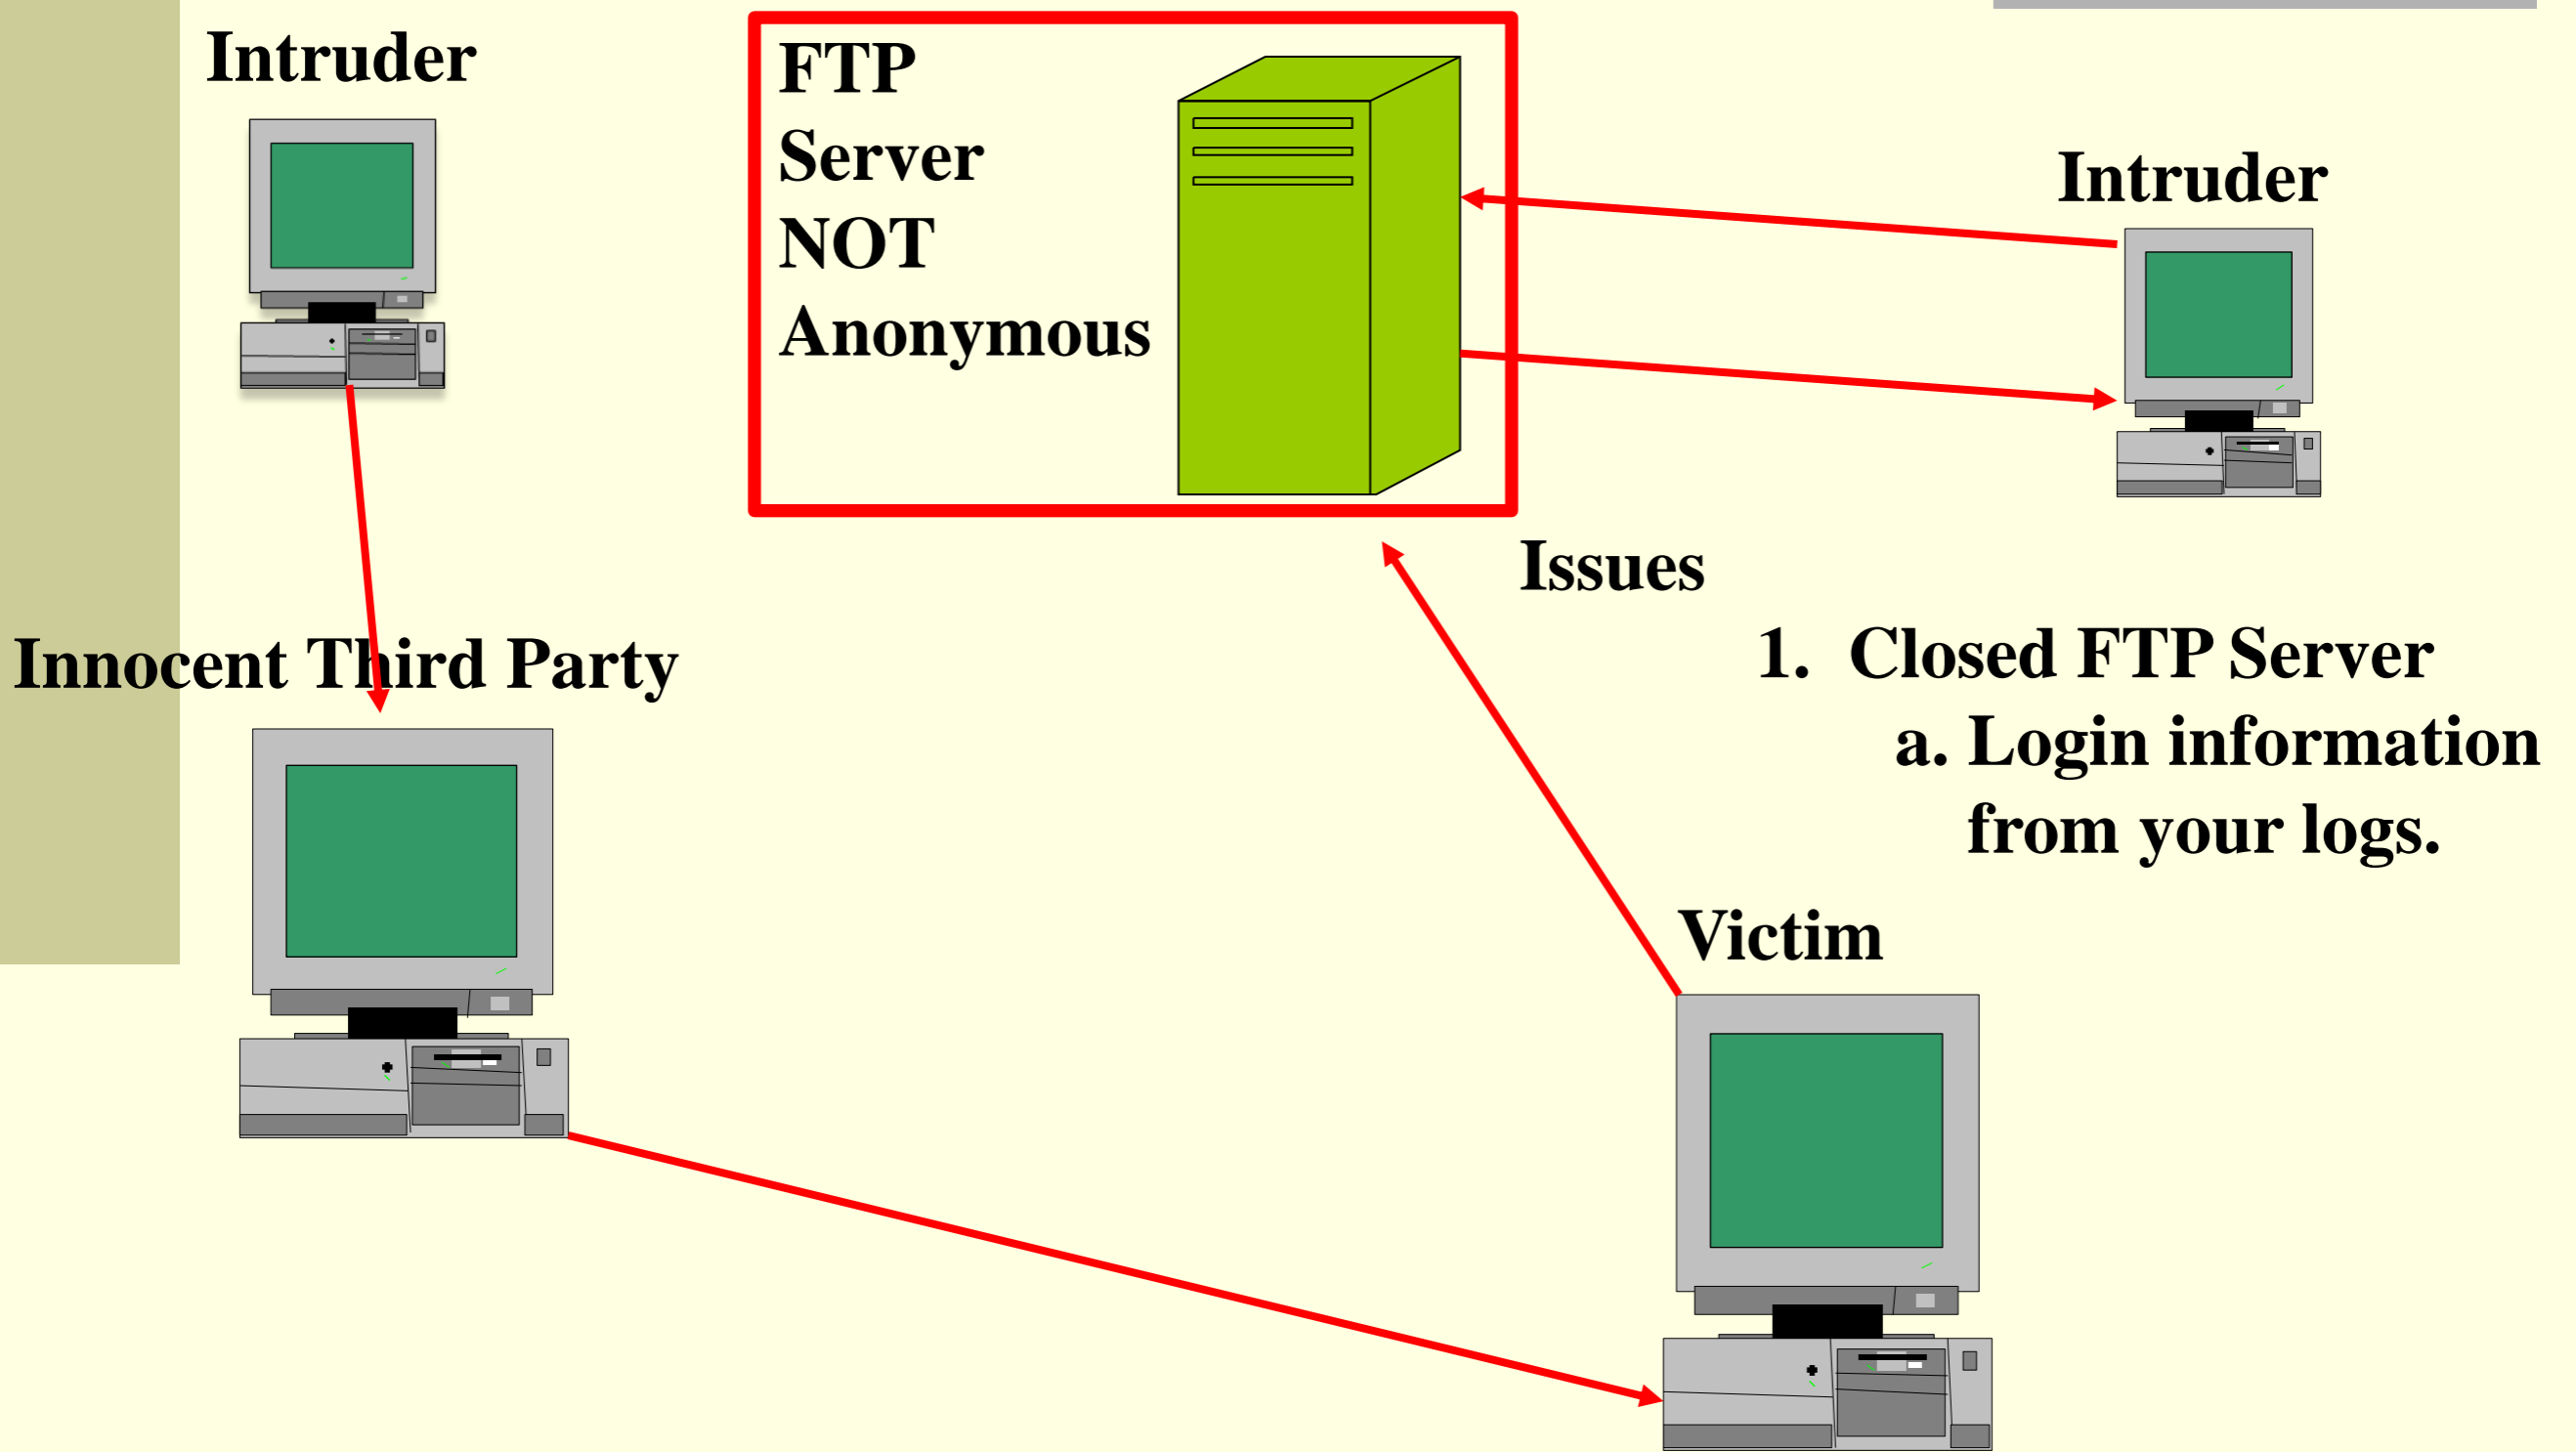 Intruder
FTP
Server
NOT
Anonymous
Intruder
Issues
Innocent Third Party
1. Closed FTP Server
a. Login information
from your logs.
Victim